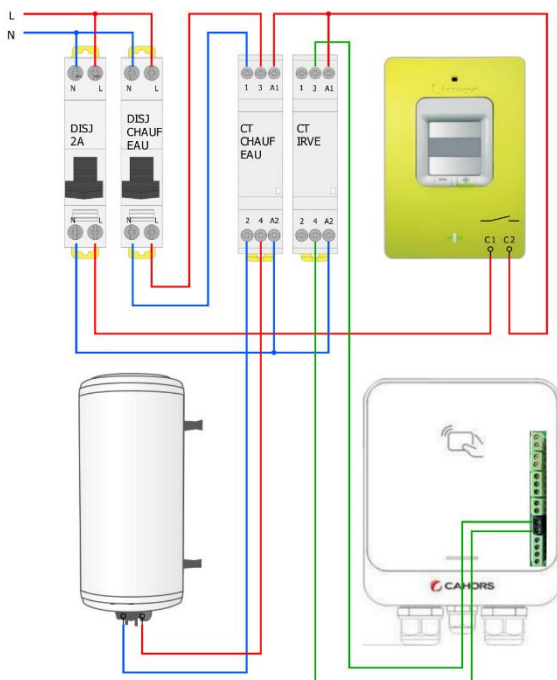 L
N
N L
N L
1 3 A1
1 3 A1
DISJ
2A
DISJ
CHAUF
EAU
CT
CHAUF
EAU
CT
IRVE
Linky
N L
N L
2 4 A2
2 4 A2
C1 C2
CAHORS